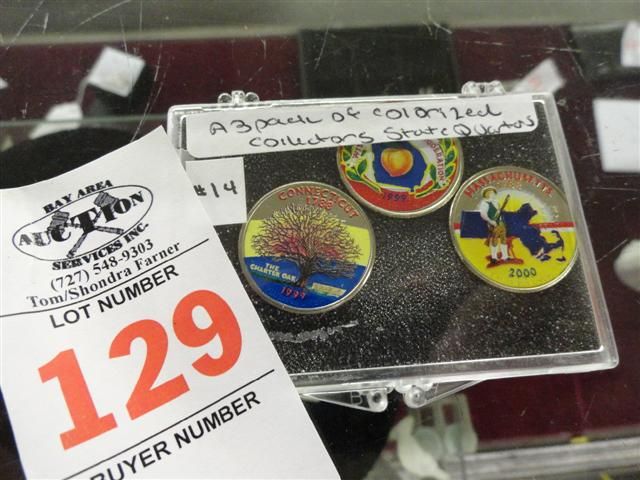 A 3 pack of colorized
collectors State Quarters
#14
BAY AREA
AUCTION
SERVICES INC.
(727) 548-9303
Tom/Shondra Farner
LOT NUMBER
129
BUYER NUMBER
CONNECTICUT
1788
THE
CHARTER OAK
1999
1999
MASSACHUSETTS
2000